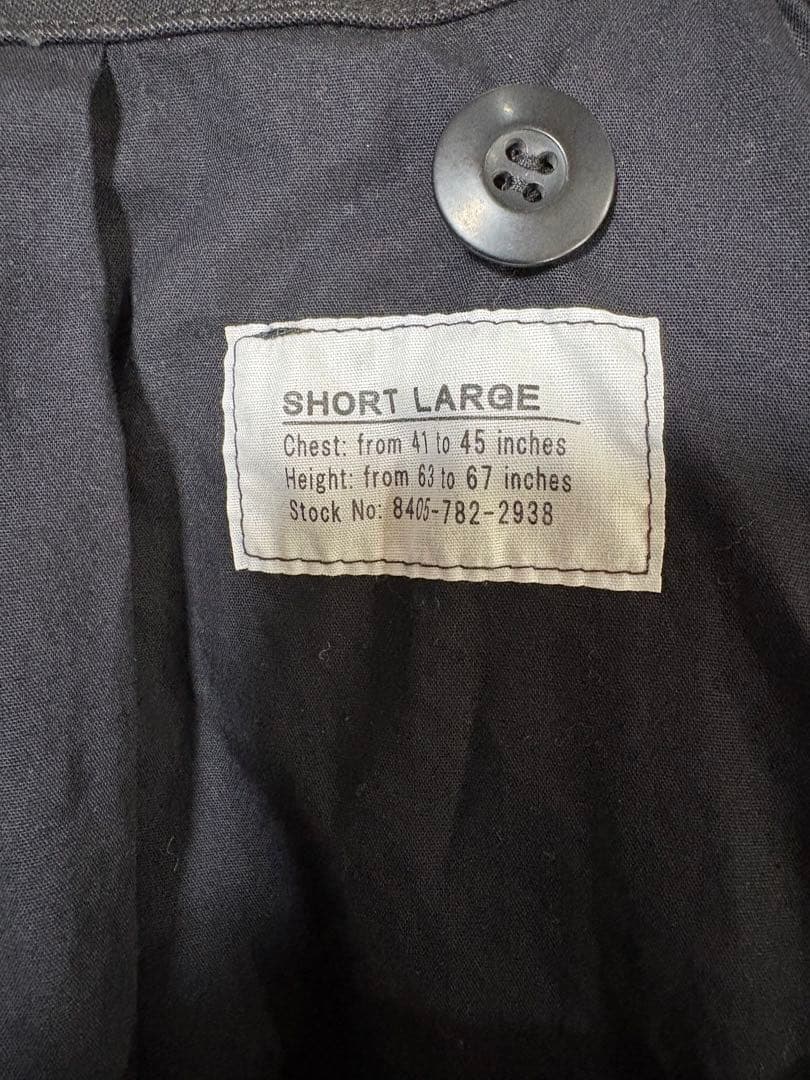 SHORT LARGE
Chest: from 41 to 45 inches
Height: from 63 to 67 inches
Stock No: 8405-782-2938